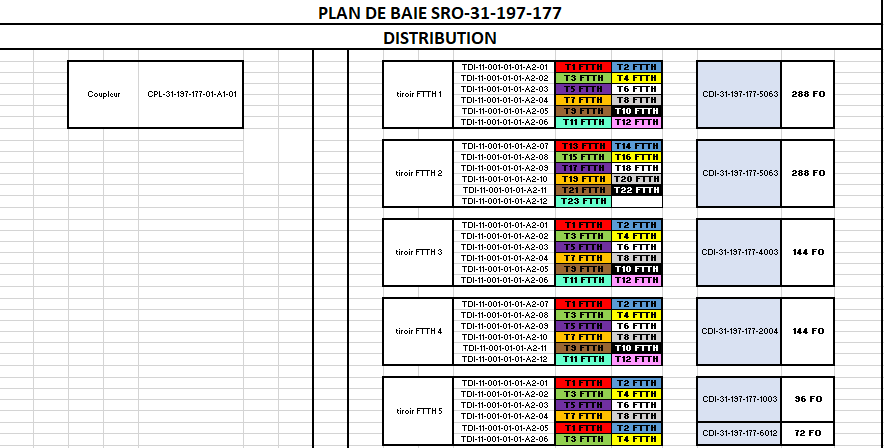 PLAN DE BAIE SRO-31-197-177
DISTRIBUTION
Coupleur CPL-31-197-177-01-A1-01
tiroir FTTH 1 CDI-31-197-177-5063 288 FO
TDI-11-001-01-01-A2-01 T1 FTTH T2 FTTH
TDI-11-001-01-01-A2-02 T3 FTTH T4 FTTH
TDI-11-001-01-01-A2-03 T5 FTTH T6 FTTH
TDI-11-001-01-01-A2-04 T7 FTTH T8 FTTH
TDI-11-001-01-01-A2-05 T9 FTTH T10 FTTH
TDI-11-001-01-01-A2-06 T11 FTTH T12 FTTH
tiroir FTTH 2 CDI-31-197-177-5063 288 FO
TDI-11-001-01-01-A2-07 T13 FTTH T14 FTTH
TDI-11-001-01-01-A2-08 T15 FTTH T16 FTTH
TDI-11-001-01-01-A2-09 T17 FTTH T18 FTTH
TDI-11-001-01-01-A2-10 T19 FTTH T20 FTTH
TDI-11-001-01-01-A2-11 T21 FTTH T22 FTTH
TDI-11-001-01-01-A2-12 T23 FTTH
tiroir FTTH 3 CDI-31-197-177-4003 144 FO
TDI-11-001-01-01-A2-01 T1 FTTH T2 FTTH
TDI-11-001-01-01-A2-02 T3 FTTH T4 FTTH
TDI-11-001-01-01-A2-03 T5 FTTH T6 FTTH
TDI-11-001-01-01-A2-04 T7 FTTH T8 FTTH
TDI-11-001-01-01-A2-05 T9 FTTH T10 FTTH
TDI-11-001-01-01-A2-06 T11 FTTH T12 FTTH
tiroir FTTH 4 CDI-31-197-177-2004 144 FO
TDI-11-001-01-01-A2-07 T1 FTTH T2 FTTH
TDI-11-001-01-01-A2-08 T3 FTTH T4 FTTH
TDI-11-001-01-01-A2-09 T5 FTTH T6 FTTH
TDI-11-001-01-01-A2-10 T7 FTTH T8 FTTH
TDI-11-001-01-01-A2-11 T9 FTTH T10 FTTH
TDI-11-001-01-01-A2-12 T11 FTTH T12 FTTH
tiroir FTTH 5 CDI-31-197-177-1003 96 FO
TDI-11-001-01-01-A2-01 T1 FTTH T2 FTTH
TDI-11-001-01-01-A2-02 T3 FTTH T4 FTTH
TDI-11-001-01-01-A2-03 T5 FTTH T6 FTTH
TDI-11-001-01-01-A2-04 T7 FTTH T8 FTTH
CDI-31-197-177-6012 72 FO
TDI-11-001-01-01-A2-05 T1 FTTH T2 FTTH
TDI-11-001-01-01-A2-06 T3 FTTH T4 FTTH